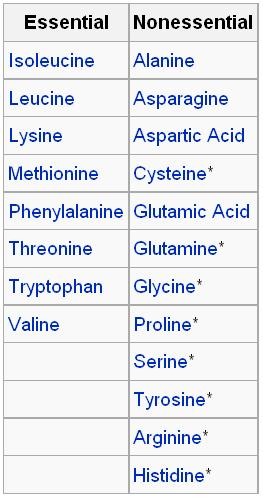 Essential Nonessential
Isoleucine Alanine
Leucine Asparagine
Lysine Aspartic Acid
Methionine Cysteine*
Phenylalanine Glutamic Acid
Threonine Glutamine*
Tryptophan Glycine*
Valine Proline*
Serine*
Tyrosine*
Arginine*
Histidine*